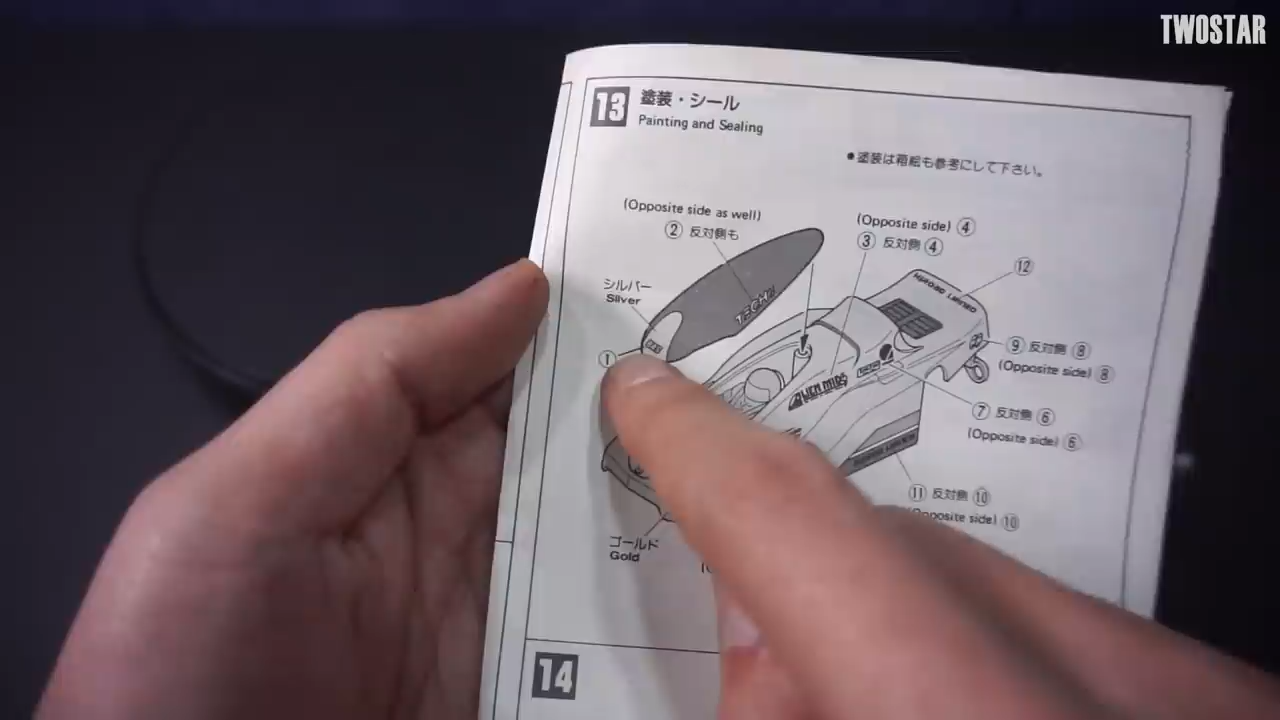 TWOSTAR
13 塗装・シール
Painting and Sealing
●塗装は箱絵も参考にして下さい。
(Opposite side as well)
② 反対側も
(Opposite side) ④
③ 反対側 ④
⑫
シルバー
Silver
TECH
①
⑨ 反対側 ⑧
(Opposite side) ⑧
⑦ 反対側 ⑥
(Opposite side) ⑥
⑪ 反対側 ⑩
(Opposite side) ⑩
ゴールド
Gold
14